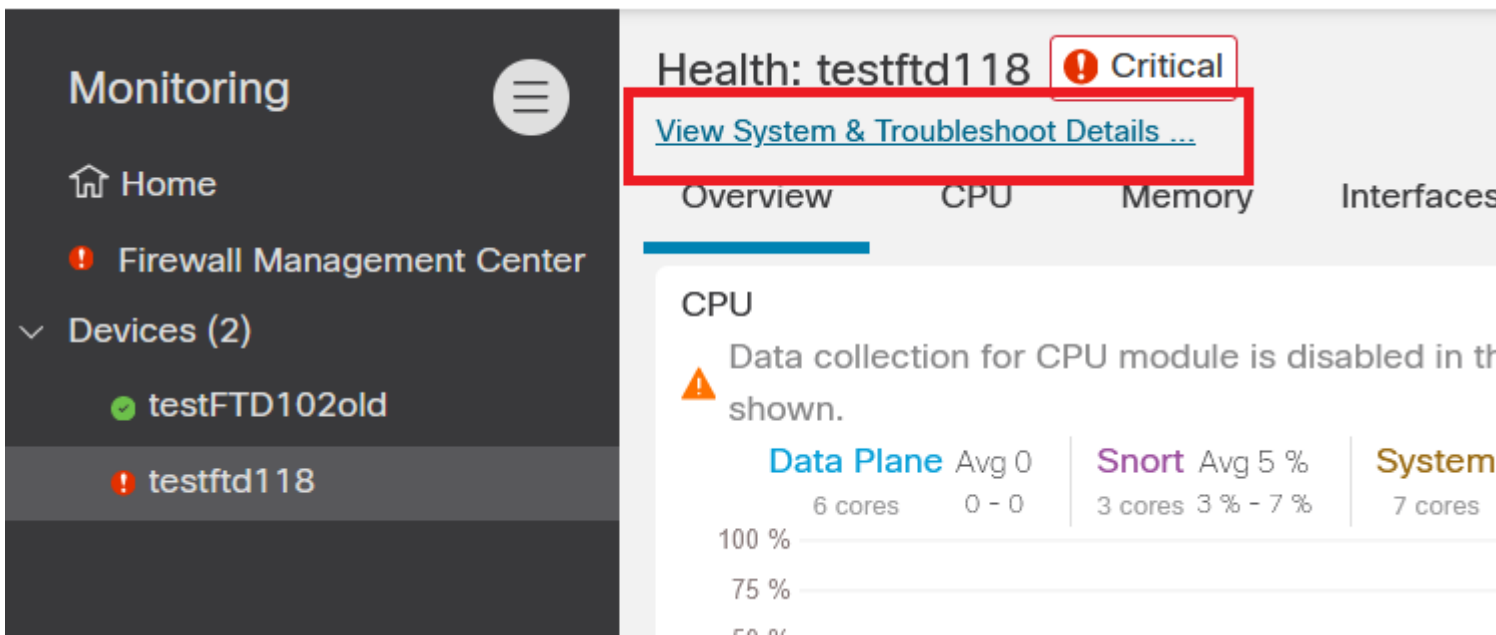 Monitoring
Home
Firewall Management Center
Devices (2)
testFTD102old
testftd118
Health: testftd118 Critical
View System & Troubleshoot Details ...
Overview CPU Memory Interfaces
CPU
Data collection for CPU module is disabled in th
shown.
Data Plane Avg 0 Snort Avg 5 % System
6 cores 0 - 0 3 cores 3 % - 7 % 7 cores
100 %
75 %
50 %